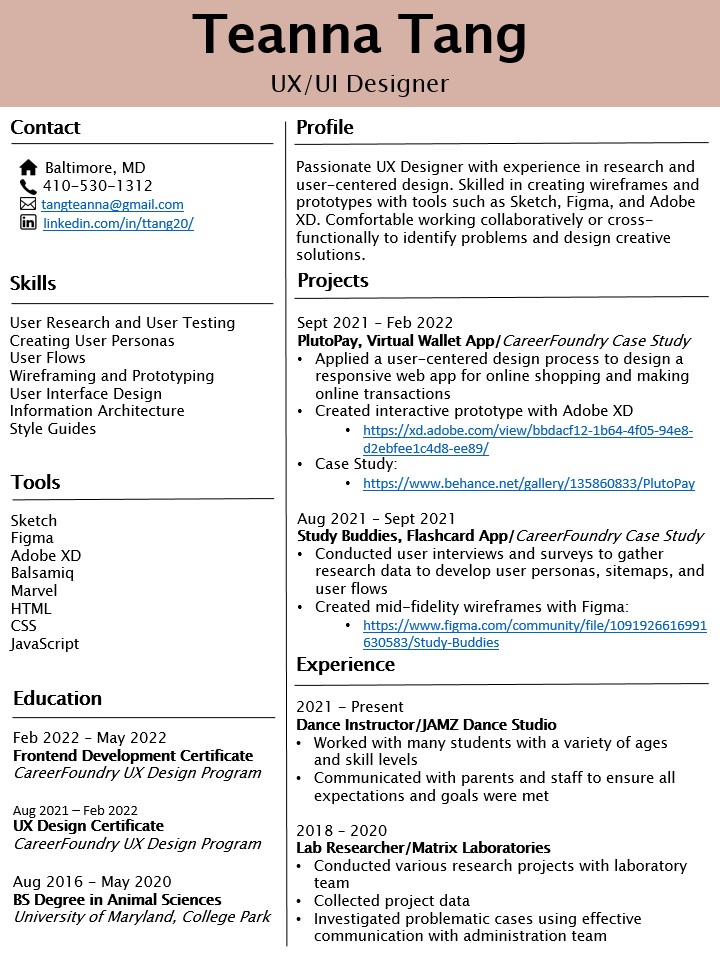 Teanna Tang
UX/UI Designer
Contact
Baltimore, MD
410-530-1312
tangteanna@gmail.com
linkedin.com/in/ttang20/
Skills
User Research and User Testing
Creating User Personas
User Flows
Wireframing and Prototyping
User Interface Design
Information Architecture
Style Guides
Tools
Sketch
Figma
Adobe XD
Balsamiq
Marvel
HTML
CSS
JavaScript
Education
Feb 2022 – May 2022
Frontend Development Certificate
CareerFoundry UX Design Program
Aug 2021 – Feb 2022
UX Design Certificate
CareerFoundry UX Design Program
Aug 2016 – May 2020
BS Degree in Animal Sciences
University of Maryland, College Park
Profile
Passionate UX Designer with experience in research and
user-centered design. Skilled in creating wireframes and
prototypes with tools such as Sketch, Figma, and Adobe
XD. Comfortable working collaboratively or cross-
functionally to identify problems and design creative
solutions.
Projects
Sept 2021 – Feb 2022
PlutoPay, Virtual Wallet App/CareerFoundry Case Study
• Applied a user-centered design process to design a
responsive web app for online shopping and making
online transactions
• Created interactive prototype with Adobe XD
• https://xd.adobe.com/view/bbdacf12-1b64-4f05-94e8-
d2ebfee1c4d8-ee89/
• Case Study:
• https://www.behance.net/gallery/135860833/PlutoPay
Aug 2021 – Sept 2021
Study Buddies, Flashcard App/CareerFoundry Case Study
• Conducted user interviews and surveys to gather
research data to develop user personas, sitemaps, and
user flows
• Created mid-fidelity wireframes with Figma:
• https://www.figma.com/community/file/1091926616991
630583/Study-Buddies
Experience
2021 – Present
Dance Instructor/JAMZ Dance Studio
• Worked with many students with a variety of ages
and skill levels
• Communicated with parents and staff to ensure all
expectations and goals were met
2018 – 2020
Lab Researcher/Matrix Laboratories
• Conducted various research projects with laboratory
team
• Collected project data
• Investigated problematic cases using effective
communication with administration team